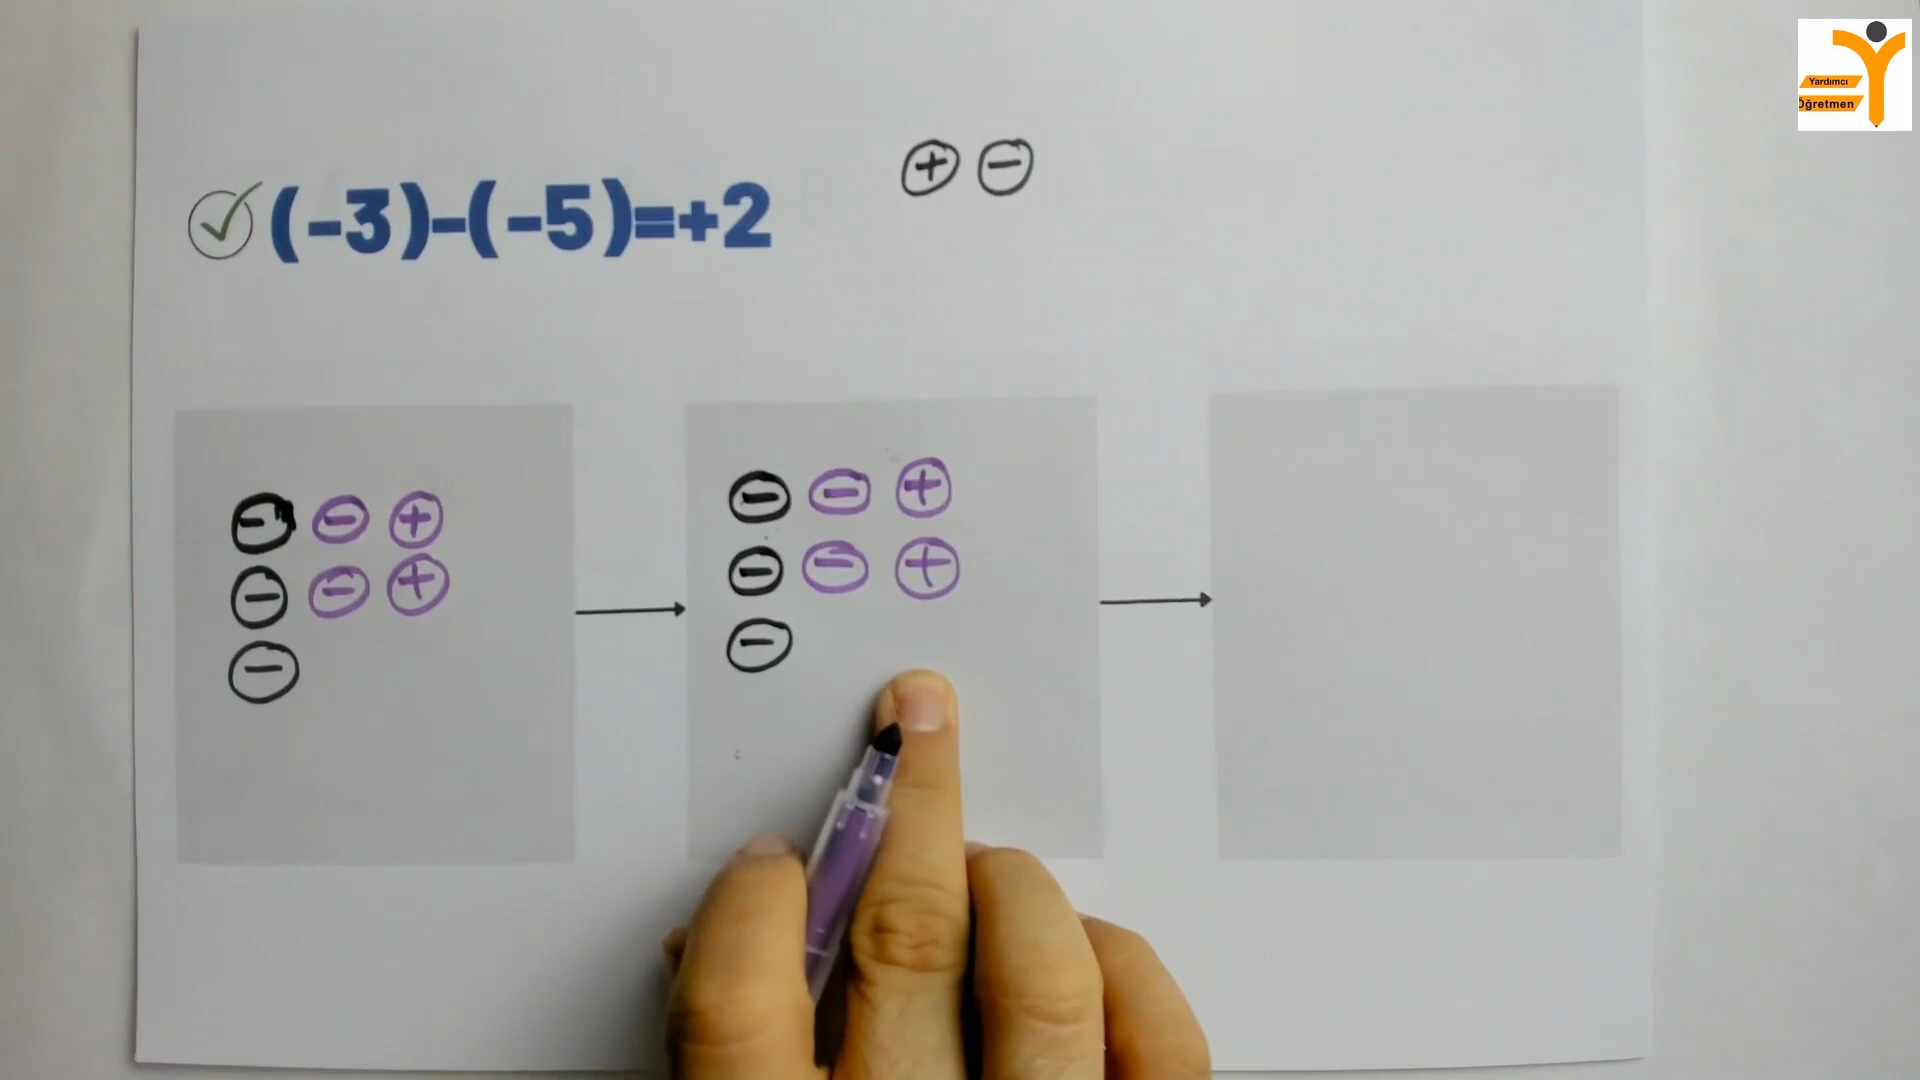 (-3)-(-5)=+2
+ -
- - +
- - +
-
- - +
- - +
-
Yardımcı
Öğretmen